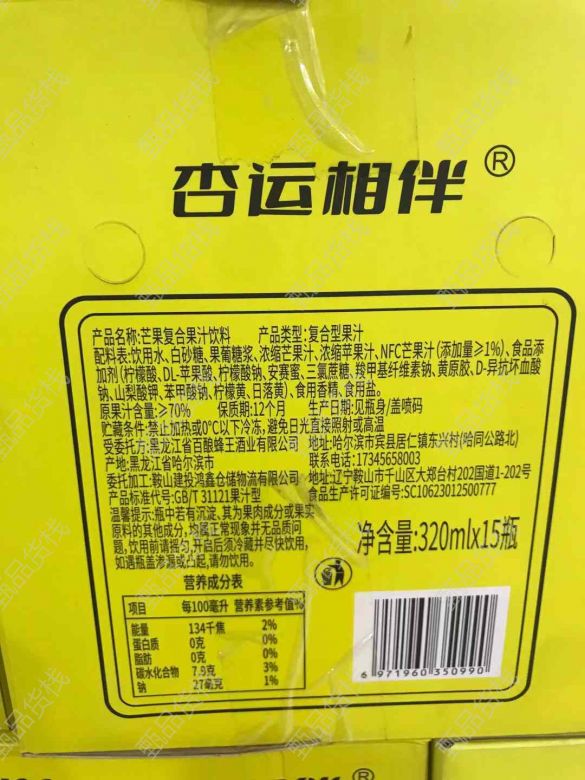 杏运相伴®
产品名称:芒果复合果汁饮料 产品类型:复合型果汁
配料表:饮用水、白砂糖、果葡糖浆、浓缩芒果汁、浓缩苹果汁、NFC芒果汁(添加量≥1%)、食品添
加剂(柠檬酸、DL-苹果酸、柠檬酸钠、安赛蜜、三氯蔗糖、羧甲基纤维素钠、黄原胶、D-异抗坏血酸
钠、山梨酸钾、苯甲酸钠、柠檬黄、日落黄)、食用香精、食用盐。
原果汁含量:≥70% 保质期:12个月 生产日期:见瓶身/盖喷码
贮藏条件:禁止加热或0℃以下冷冻,避免日光直接照射或高温
受委托方:黑龙江省百酿蜂王酒业有限公司 地址:哈尔滨市宾县居仁镇东兴村(哈同公路北)
产地:黑龙江省哈尔滨市 联系电话:17345658003
委托加工:鞍山建投鸿鑫仓储物流有限公司 地址:辽宁鞍山市千山区大郑台村202国道1-202号
产品标准代号:GB/T 31121果汁型 食品生产许可证编号:SC10623012500777
温馨提示:瓶中若有沉淀,其为果肉成分或果实
原料的其他成分,均属正常现象并无品质问
题,饮用前请摇匀,开启后须冷藏并尽快饮用,
如遇瓶盖渗漏或凸起,请勿饮用。
净含量:320mlx15瓶
营养成分表
项目 每100毫升 营养素参考值%
能量 134千焦 2%
蛋白质 0克 0%
脂肪 0克 0%
碳水化合物 7.9克 3%
钠 27毫克 1%
6 971960 350990
甄品货栈